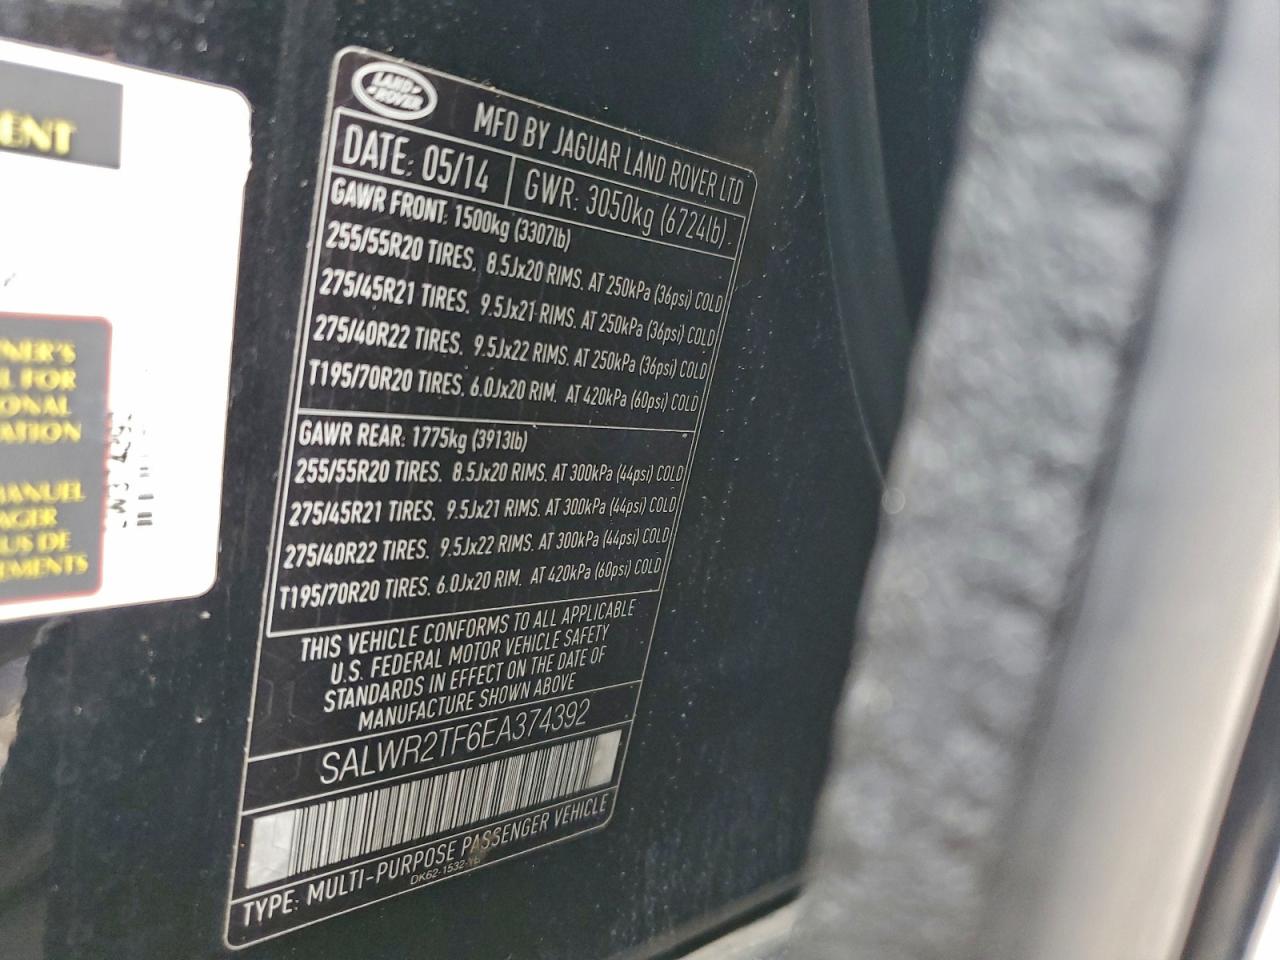 ENT
NER'S
L FOR
ONAL
ATION
MANUEL
AGER
US DE
EMENTS
LAND
ROVER
MFD BY JAGUAR LAND ROVER LTD
DATE: 05/14 GWR: 3050kg (6724lb).
GAWR FRONT: 1500kg (3307lb)
255/55R20 TIRES. 8.5Jx20 RIMS. AT 250kPa (36psi) COLD
275/45R21 TIRES. 9.5Jx21 RIMS. AT 250kPa (36psi) COLD
275/40R22 TIRES. 9.5Jx22 RIMS. AT 250kPa (36psi) COLD
T195/70R20 TIRES. 6.0Jx20 RIM. AT 420kPa (60psi) COLD
GAWR REAR: 1775kg (3913lb)
255/55R20 TIRES. 8.5Jx20 RIMS. AT 300kPa (44psi) COLD
275/45R21 TIRES. 9.5Jx21 RIMS. AT 300kPa (44psi) COLD
275/40R22 TIRES. 9.5Jx22 RIMS. AT 300kPa (44psi) COLD
T195/70R20 TIRES. 6.0Jx20 RIM. AT 420kPa (60psi) COLD
THIS VEHICLE CONFORMS TO ALL APPLICABLE
U.S. FEDERAL MOTOR VEHICLE SAFETY
STANDARDS IN EFFECT ON THE DATE OF
MANUFACTURE SHOWN ABOVE
SALWR2TF6EA374392
TYPE: MULTI-PURPOSE PASSENGER VEHICLE